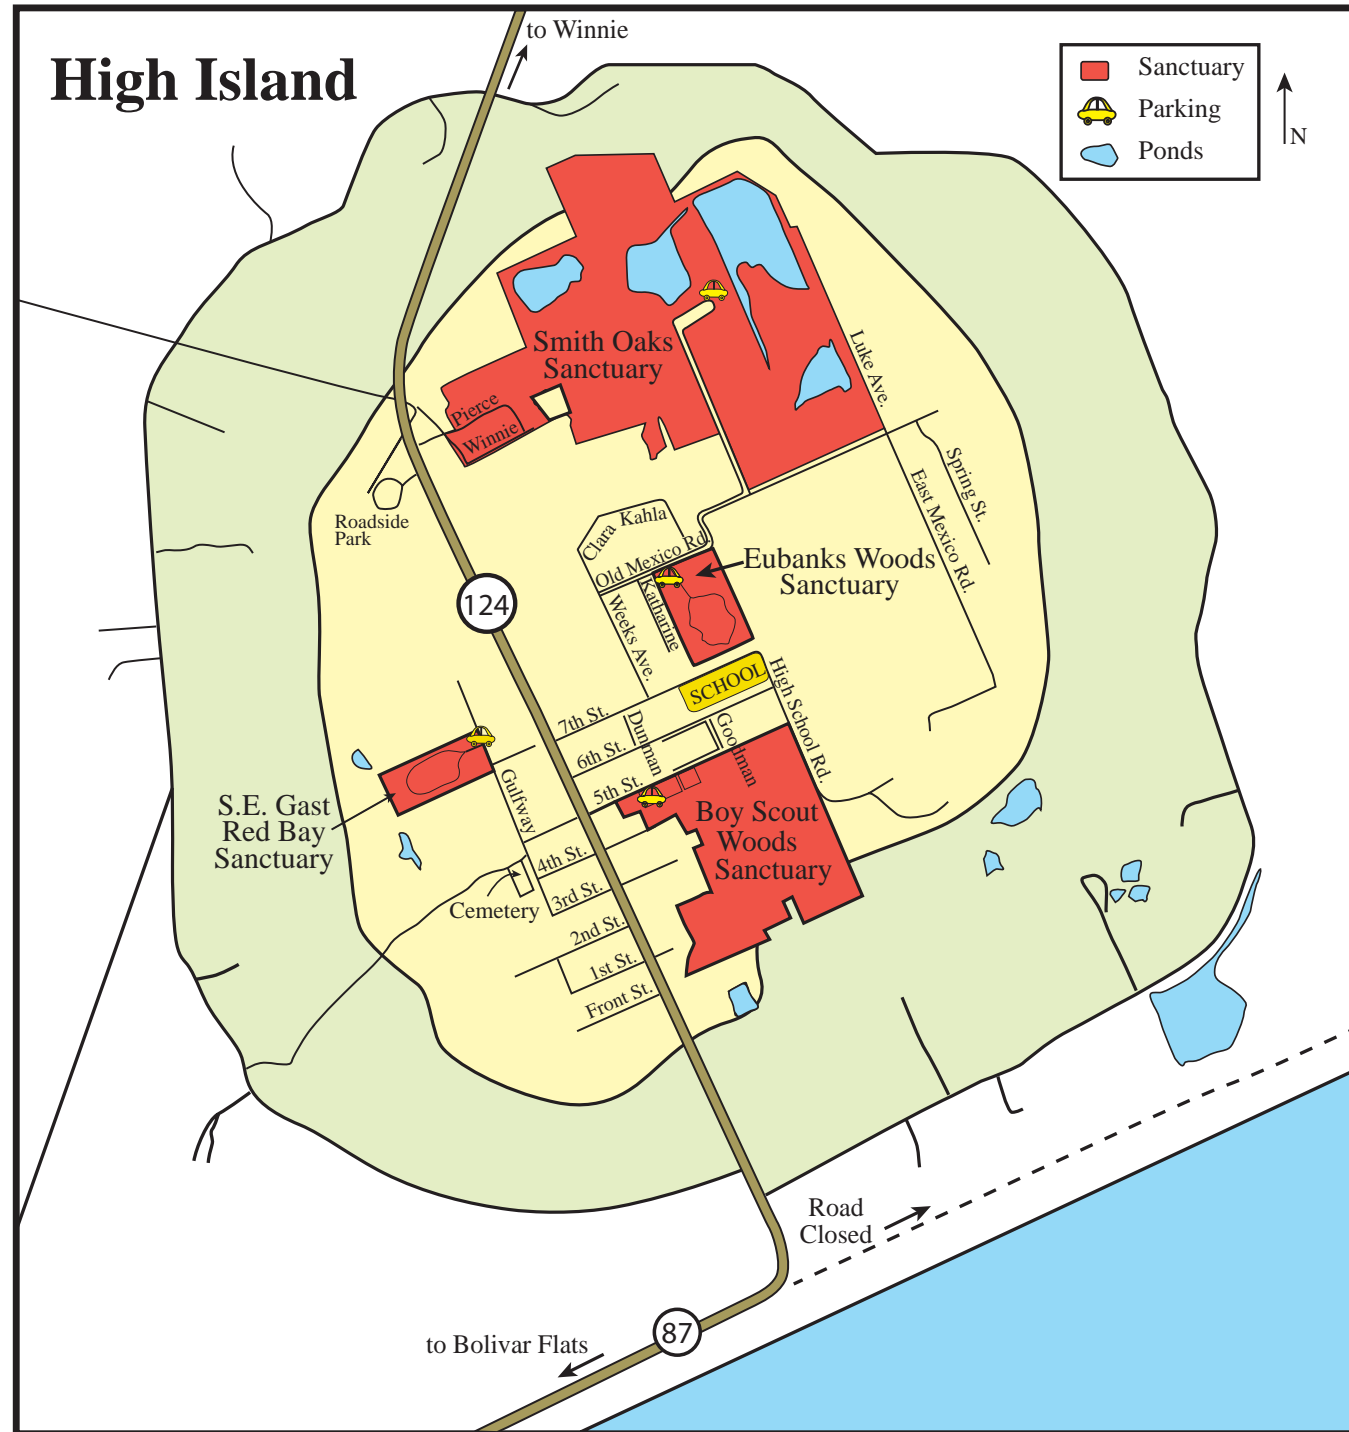 to Winnie
High Island
Sanctuary
Parking
Ponds
N
Smith Oaks
Sanctuary
Luke Ave.
Pierce
Winnie
Spring St.
East Mexico Rd.
Roadside
Park
Clara
Kahla
Old Mexico Rd.
Eubanks Woods
Sanctuary
Katharine
Weeks Ave.
124
SCHOOL
High School Rd.
7th St.
Dunman
Goodman
6th St.
5th St.
Gulfway
S.E. Gast
Red Bay
Sanctuary
Boy Scout
Woods
Sanctuary
4th St.
3rd St.
Cemetery
2nd St.
1st St.
Front St.
Road
Closed
87
to Bolivar Flats